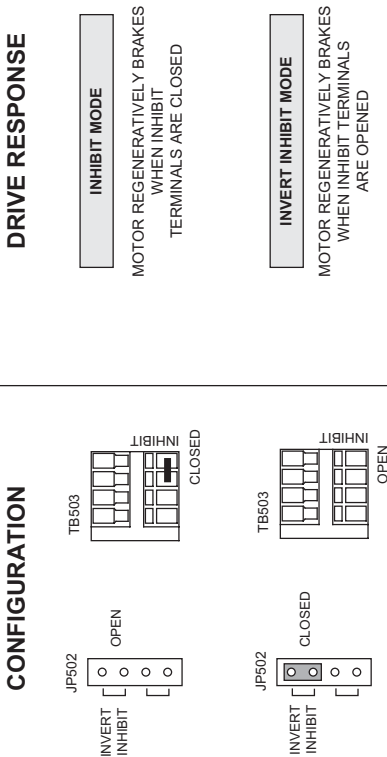 CONFIGURATION
DRIVE RESPONSE
JP502
INVERT
INHIBIT
OPEN
TB503
INHIBIT
CLOSED
INHIBIT MODE
MOTOR REGENERATIVELY BRAKES
WHEN INHIBIT
TERMINALS ARE CLOSED
JP502
INVERT
INHIBIT
CLOSED
TB503
INHIBIT
OPEN
INVERT INHIBIT MODE
MOTOR REGENERATIVELY BRAKES
WHEN INHIBIT TERMINALS
ARE OPENED